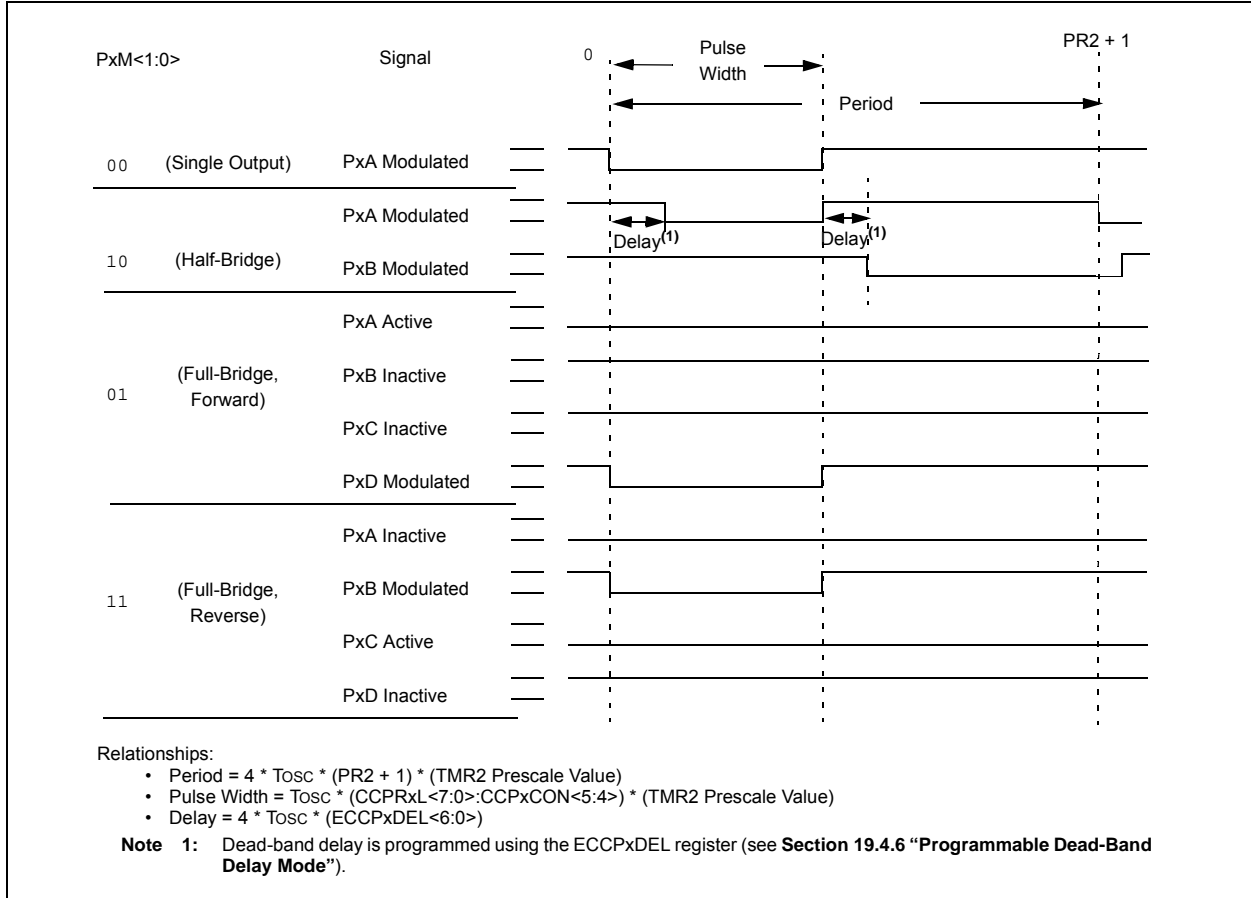 PxM<1:0> Signal 0 Pulse Width PR2 + 1
Period
00 (Single Output) PxA Modulated
PxA Modulated
Delay(1) Delay(1)
10 (Half-Bridge) PxB Modulated
PxA Active
01 (Full-Bridge, Forward) PxB Inactive
PxC Inactive
PxD Modulated
PxA Inactive
11 (Full-Bridge, Reverse) PxB Modulated
PxC Active
PxD Inactive
Relationships:
• Period = 4 * TOSC * (PR2 + 1) * (TMR2 Prescale Value)
• Pulse Width = TOSC * (CCPRxL<7:0>:CCPxCON<5:4>) * (TMR2 Prescale Value)
• Delay = 4 * TOSC * (ECCPxDEL<6:0>)
Note 1: Dead-band delay is programmed using the ECCPxDEL register (see Section 19.4.6 “Programmable Dead-Band
Delay Mode”).